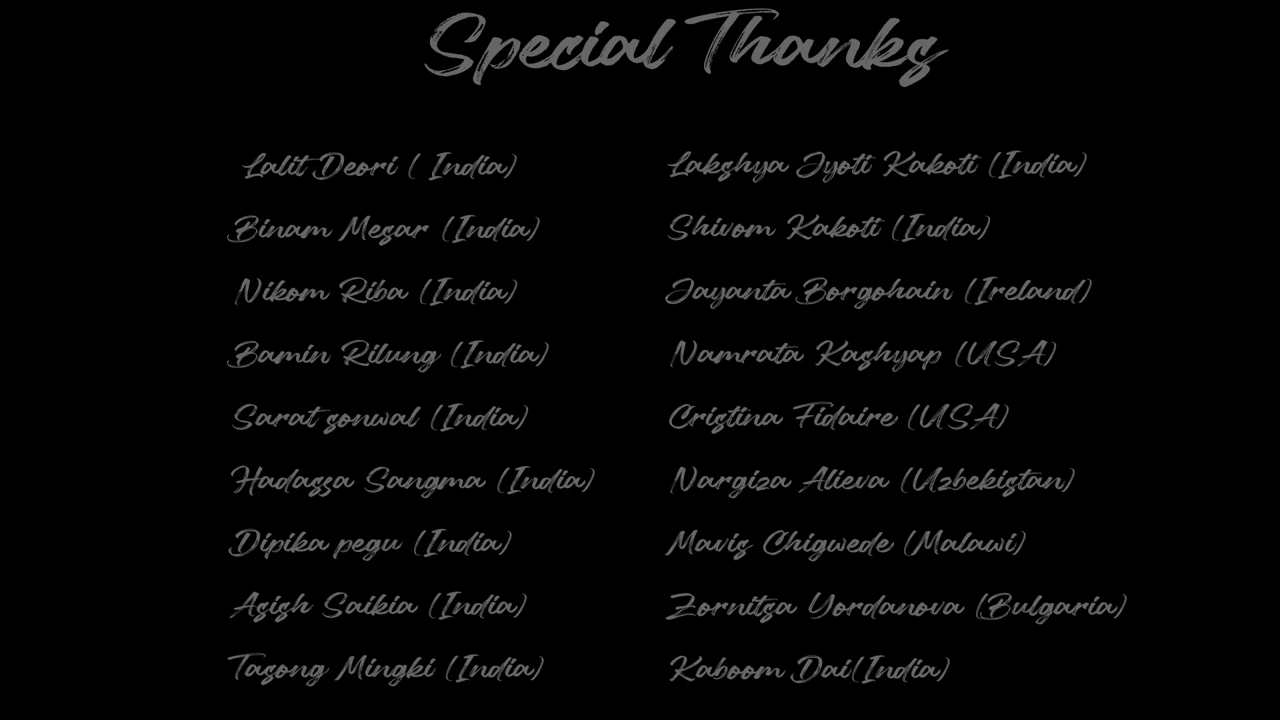 Special Thanks
Lalit Deori ( India)
Binam Mesar (India)
Nikom Riba (India)
Bamin Rilung (India)
Sarat sonwal (India)
Hadassa Sangma (India)
Dipika pegu (India)
Asish Saikia (India)
Tasong Mingki (India)
Lakshya Jyoti Kakoti (India)
Shivom Kakoti (India)
Jayanta Borgohain (Ireland)
Namrata Kashyap (USA)
Cristina Fidaire (USA)
Nargiza Alieva (Uzbekistan)
Mavis Chigwede (Malawi)
Zornitsa Yordanova (Bulgaria)
Kaboom Dai(India)